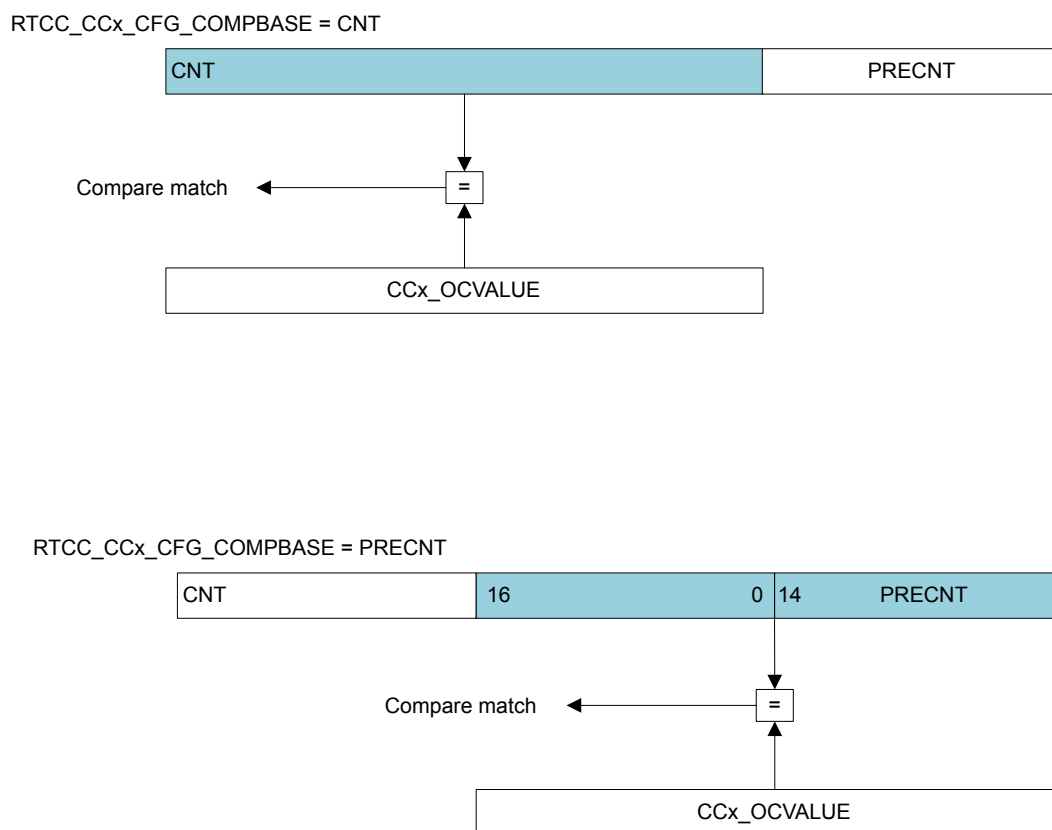 RTCC_CCx_CFG_COMPBASE = CNT
CNT PRECNT
Compare match =
CCx_OCVALUE
RTCC_CCx_CFG_COMPBASE = PRECNT
CNT 16 0 14 PRECNT
Compare match =
CCx_OCVALUE